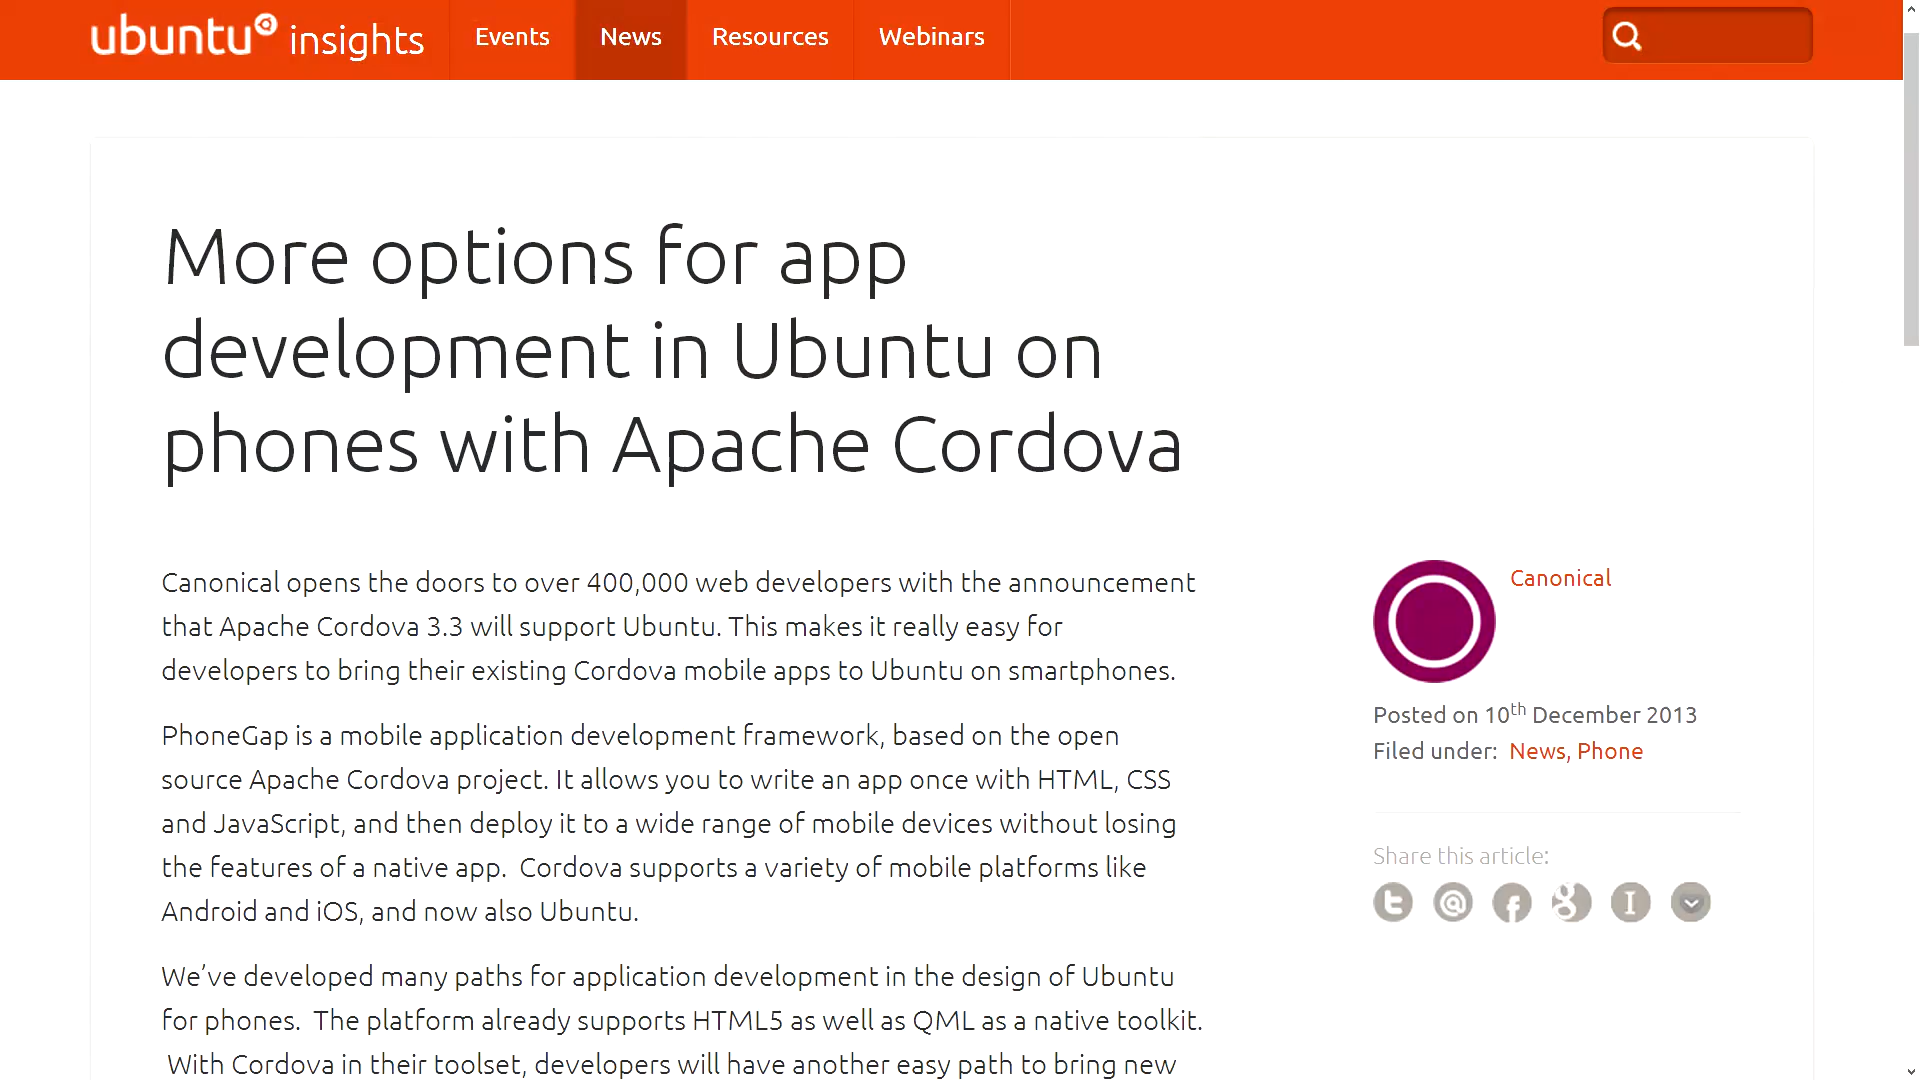 ubuntu insights Events News Resources Webinars
More options for app
development in Ubuntu on
phones with Apache Cordova
Canonical opens the doors to over 400,000 web developers with the announcement
that Apache Cordova 3.3 will support Ubuntu. This makes it really easy for
developers to bring their existing Cordova mobile apps to Ubuntu on smartphones.
PhoneGap is a mobile application development framework, based on the open
source Apache Cordova project. It allows you to write an app once with HTML, CSS
and JavaScript, and then deploy it to a wide range of mobile devices without losing
the features of a native app.  Cordova supports a variety of mobile platforms like
Android and iOS, and now also Ubuntu.
We’ve developed many paths for application development in the design of Ubuntu
for phones.  The platform already supports HTML5 as well as QML as a native toolkit.
With Cordova in their toolset, developers will have another easy path to bring new
Canonical
Posted on 10th December 2013
Filed under:  News, Phone
Share this article: